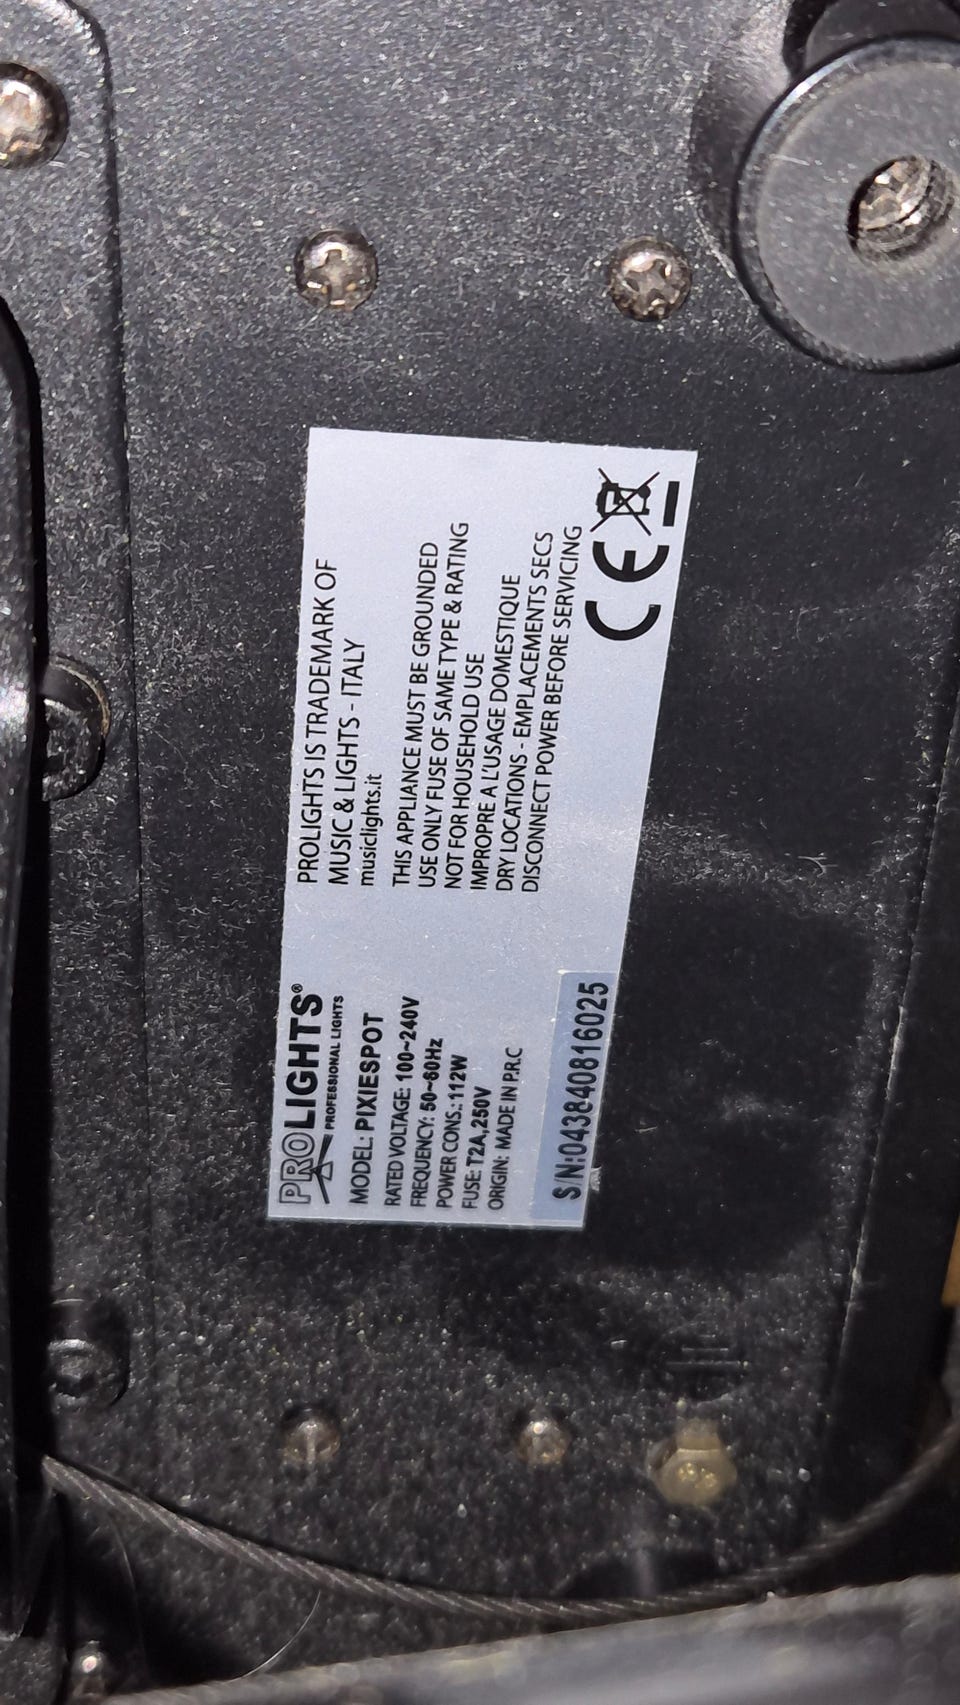 PROLIGHTS®
PROFESSIONAL LIGHTS
MODEL: PIXIESPOT
RATED VOLTAGE: 100~240V
FREQUENCY: 50~60Hz
POWER CONS.: 112W
FUSE: T2A,250V
ORIGIN: MADE IN P.R.C
S/N:043840816025
PROLIGHTS IS TRADEMARK OF
MUSIC & LIGHTS - ITALY
musiclights.it
THIS APPLIANCE MUST BE GROUNDED
USE ONLY FUSE OF SAME TYPE & RATING
NOT FOR HOUSEHOLD USE
IMPROPRE A L'USAGE DOMESTIQUE
DRY LOCATIONS - EMPLACEMENTS SECS
DISCONNECT POWER BEFORE SERVICING
CE